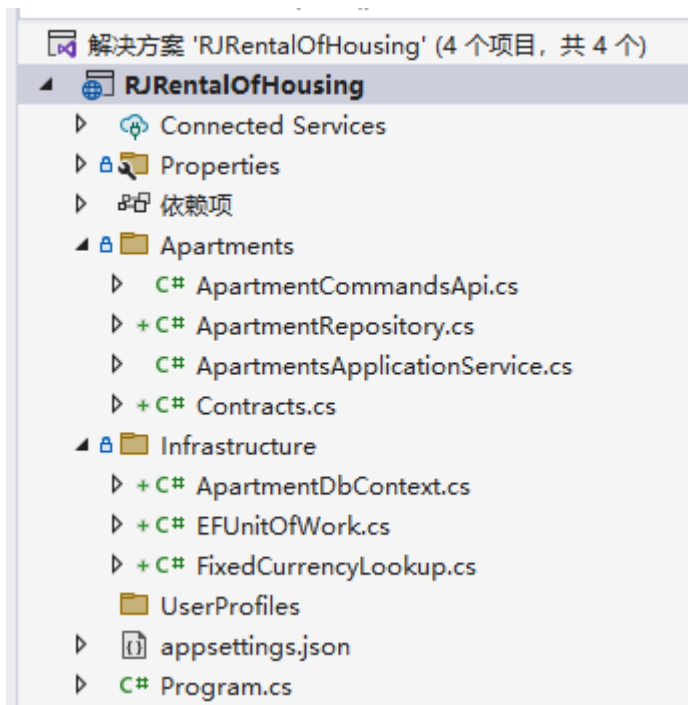 解决方案 'RJRentalOfHousing' (4 个项目, 共 4 个)
RJRentalOfHousing
Connected Services
Properties
依赖项
Apartments
C# ApartmentCommandsApi.cs
+ C# ApartmentRepository.cs
C# ApartmentsApplicationService.cs
+ C# Contracts.cs
Infrastructure
+ C# ApartmentDbContext.cs
+ C# EFUnitOfWork.cs
+ C# FixedCurrencyLookup.cs
UserProfiles
appsettings.json
C# Program.cs